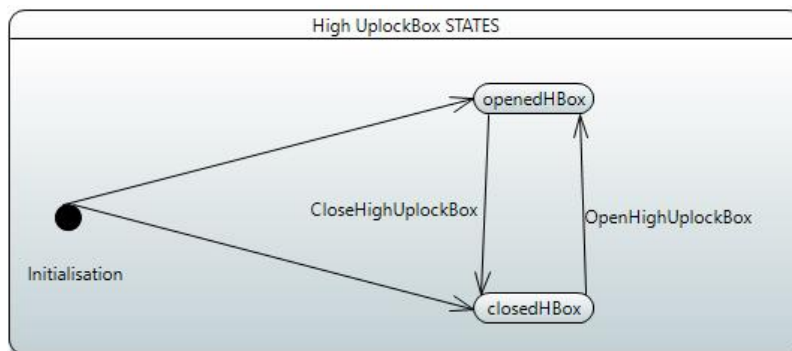 High UplockBox STATES
openedHBox
CloseHighUplockBox
OpenHighUplockBox
Initialisation
closedHBox